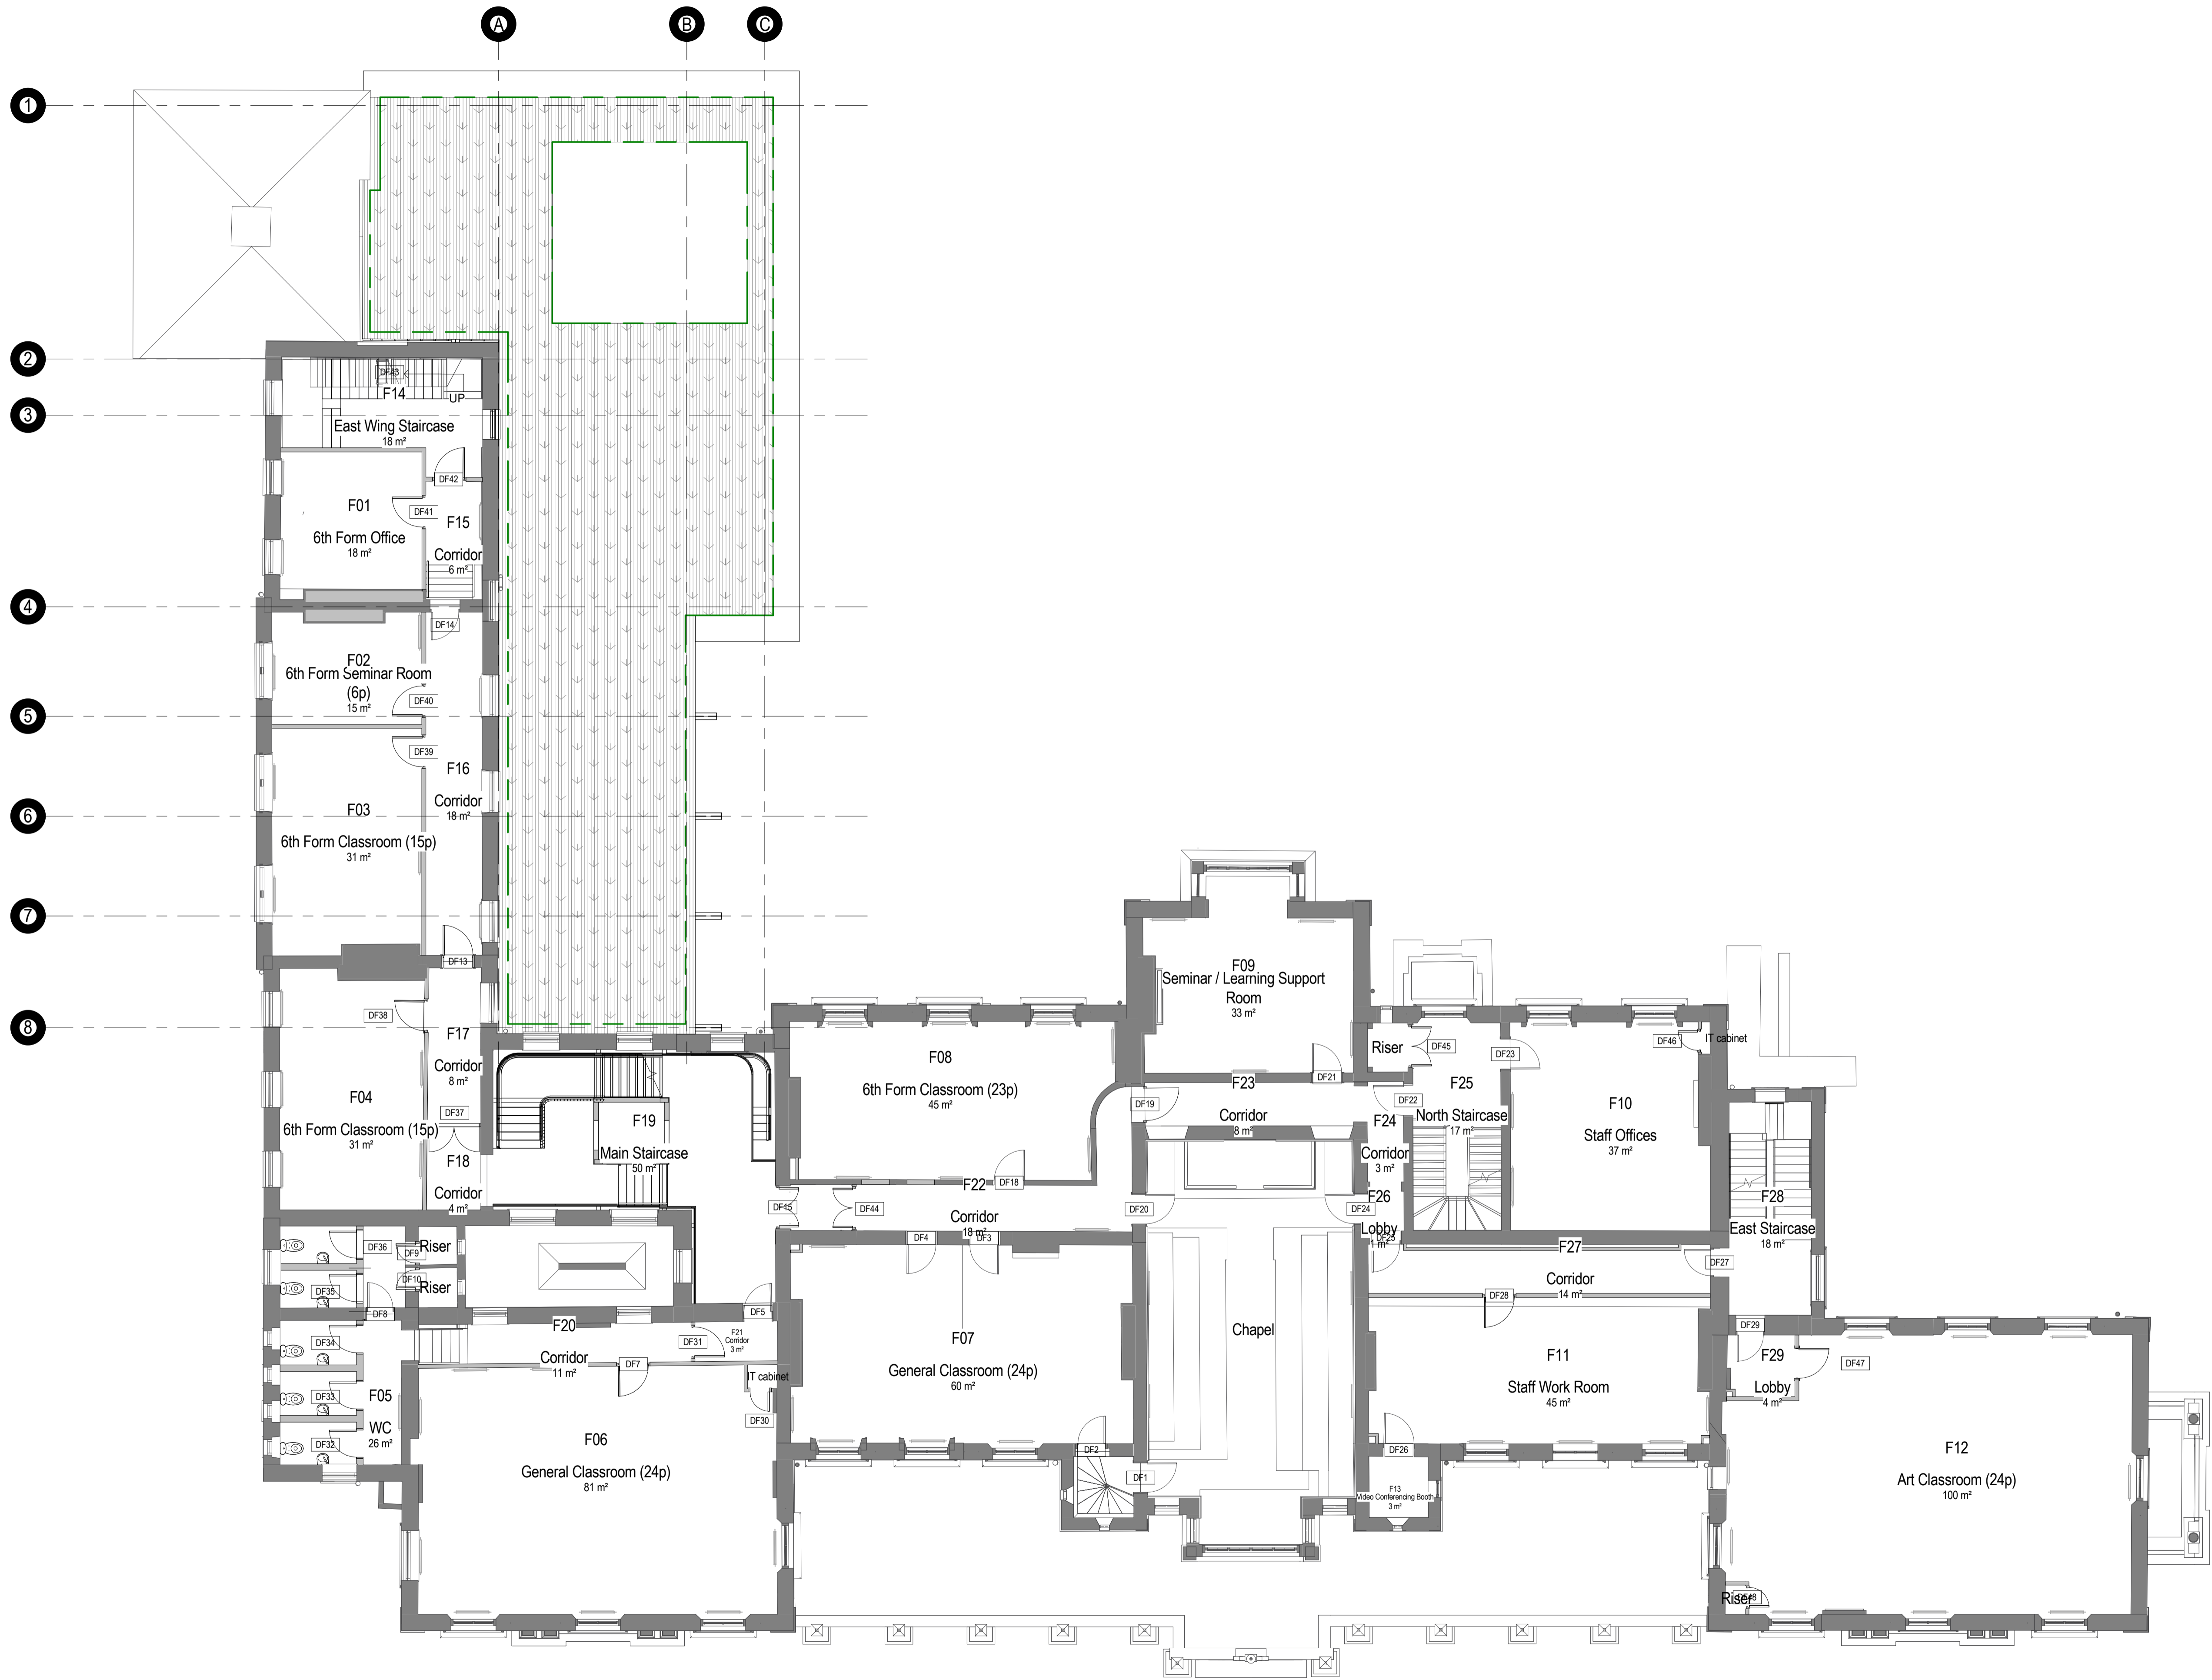 A
B
C
1
2
3
4
5
6
7
8
DF43
F14
UP
East Wing Staircase
18 m²
DF42
F01
6th Form Office
18 m²
DF41
F15
Corridor
6 m²
DF14
F02
6th Form Seminar Room
(6p)
15 m²
DF40
DF39
F16
Corridor
18 m²
F03
6th Form Classroom (15p)
31 m²
DF13
DF38
F17
Corridor
8 m²
DF37
F04
6th Form Classroom (15p)
31 m²
F18
Corridor
4 m²
F19
Main Staircase
50 m²
F08
6th Form Classroom (23p)
45 m²
DF18
F09
Seminar / Learning Support
Room
33 m²
DF21
F23
Corridor
8 m²
DF19
Riser
DF45
DF22
F24
Corridor
3 m²
F25
North Staircase
17 m²
DF23
DF46
IT cabinet
F10
Staff Offices
37 m²
F28
East Staircase
18 m²
DF15
DF44
F22
Corridor
18 m²
DF20
DF24
F26
Lobby
1 m²
DF25
F27
Corridor
14 m²
DF27
DF28
DF36
DF9
Riser
DF10
Riser
DF35
DF8
DF34
DF33
DF32
F05
WC
26 m²
F20
Corridor
11 m²
DF7
DF31
F21
Corridor
3 m²
DF5
IT cabinet
DF30
F06
General Classroom (24p)
81 m²
DF4
DF3
F07
General Classroom (24p)
60 m²
DF2
DF1
Chapel
F11
Staff Work Room
45 m²
DF26
F13
Video Conferencing Booth
3 m²
DF29
F29
Lobby
4 m²
DF47
F12
Art Classroom (24p)
100 m²
Riser
DF48